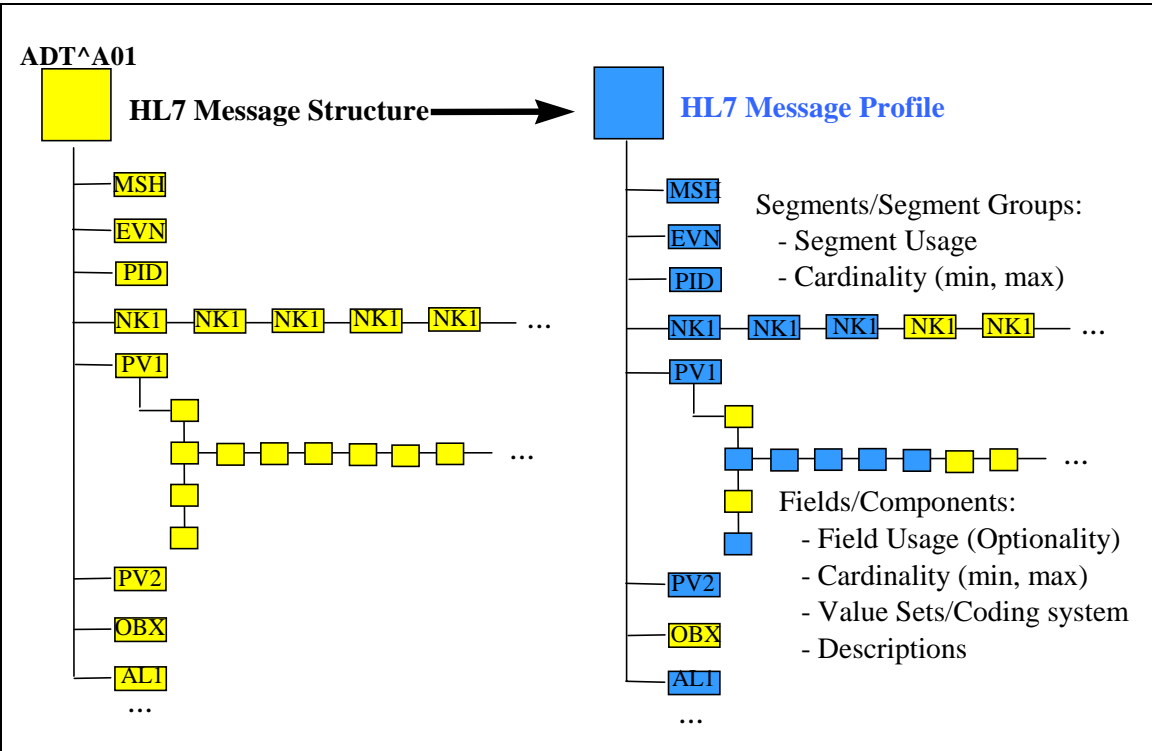 ADT^A01
HL7 Message Structure
MSH
EVN
PID
NK1 NK1 NK1 NK1 NK1 ...
PV1
...
PV2
OBX
AL1
...
HL7 Message Profile
MSH
EVN
PID
Segments/Segment Groups:
- Segment Usage
- Cardinality (min, max)
NK1 NK1 NK1 NK1 NK1 ...
PV1
...
Fields/Components:
- Field Usage (Optionality)
- Cardinality (min, max)
- Value Sets/Coding system
- Descriptions
PV2
OBX
AL1
...